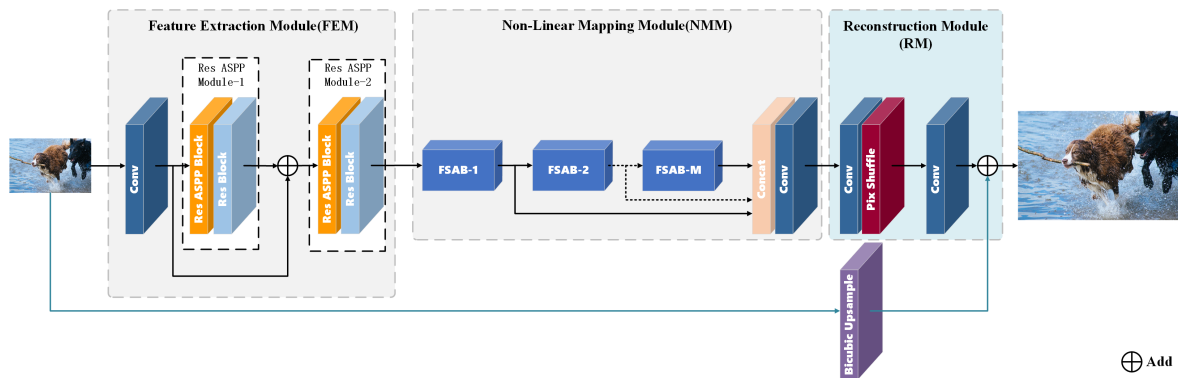 Feature Extraction Module(FEM)
Non-Linear Mapping Module(NMM)
Reconstruction Module
(RM)
Res ASPP
Module-1
Res ASPP
Module-2
Conv
Res ASPP Block
Res Block
Res ASPP Block
Res Block
FSAB-1
FSAB-2
FSAB-M
Concat
Conv
Conv
Pix Shuffle
Conv
Bicubic Upsample
Add